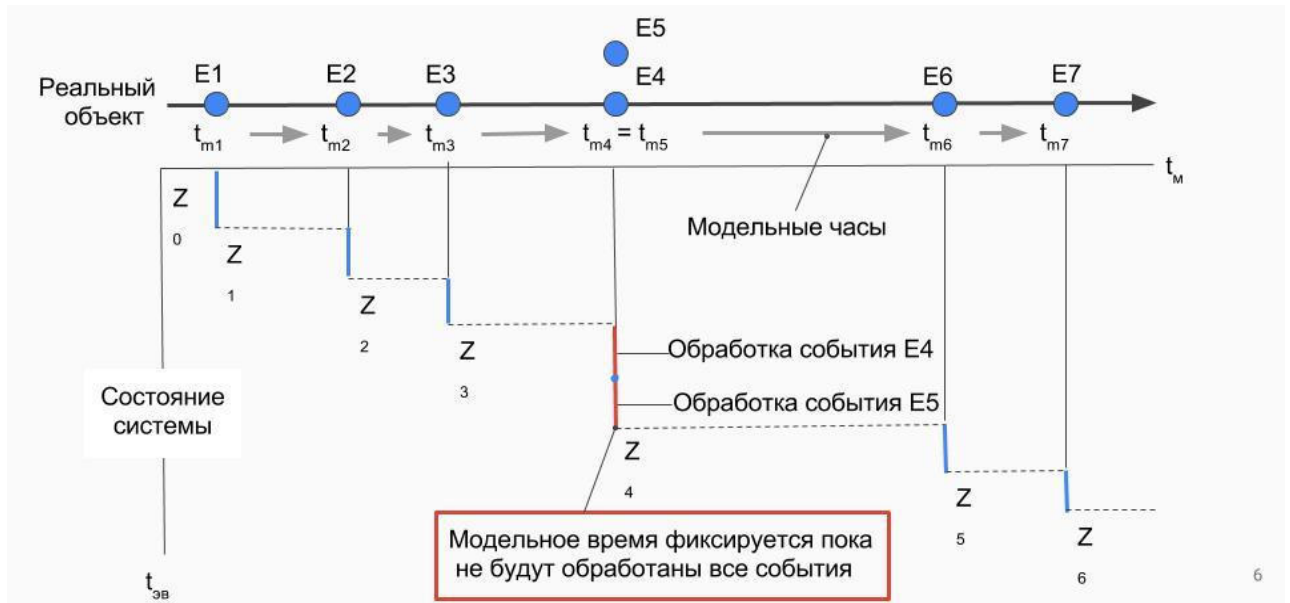 E5
E1 E2 E3 E4 E6 E7
Реальный
объект
tm1 tm2 tm3 tm4 = tm5 tm6 tm7
tм
Z
0
Модельные часы
Z
1
Z
2
Z
3
Обработка события E4
Состояние
системы
Обработка события E5
Z
4
Z
5
Модельное время фиксируется пока
не будут обработаны все события
Z
6
tэв
6